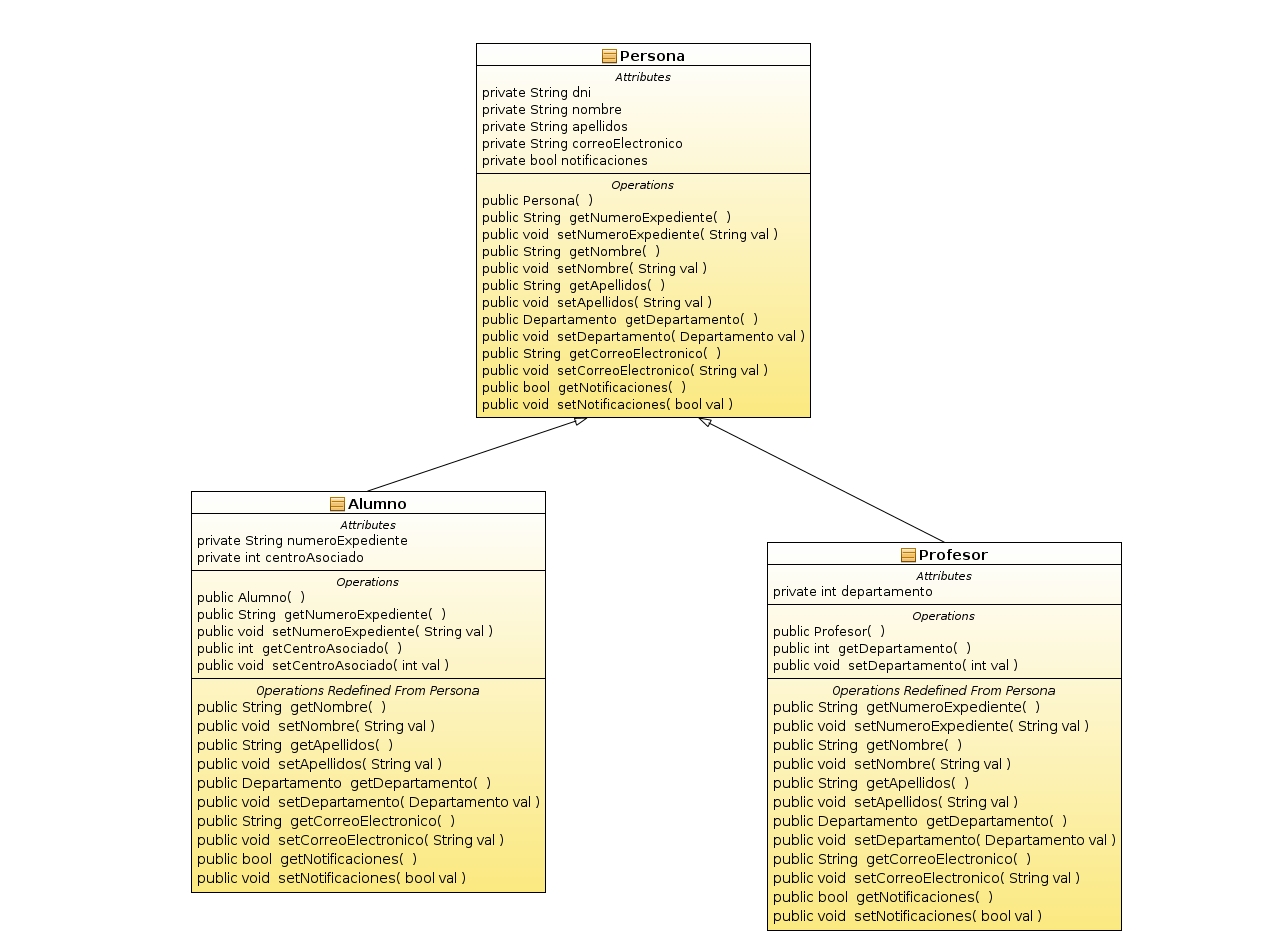 Persona
Attributes
private String dni
private String nombre
private String apellidos
private String correoElectronico
private bool notificaciones
Operations
public Persona(  )
public String  getNumeroExpediente(  )
public void  setNumeroExpediente( String val )
public String  getNombre(  )
public void  setNombre( String val )
public String  getApellidos(  )
public void  setApellidos( String val )
public Departamento  getDepartamento(  )
public void  setDepartamento( Departamento val )
public String  getCorreoElectronico(  )
public void  setCorreoElectronico( String val )
public bool  getNotificaciones(  )
public void  setNotificaciones( bool val )
Alumno
Attributes
private String numeroExpediente
private int centroAsociado
Operations
public Alumno(  )
public String  getNumeroExpediente(  )
public void  setNumeroExpediente( String val )
public int  getCentroAsociado(  )
public void  setCentroAsociado( int val )
Operations Redefined From Persona
public String  getNombre(  )
public void  setNombre( String val )
public String  getApellidos(  )
public void  setApellidos( String val )
public Departamento  getDepartamento(  )
public void  setDepartamento( Departamento val )
public String  getCorreoElectronico(  )
public void  setCorreoElectronico( String val )
public bool  getNotificaciones(  )
public void  setNotificaciones( bool val )
Profesor
Attributes
private int departamento
Operations
public Profesor(  )
public int  getDepartamento(  )
public void  setDepartamento( int val )
Operations Redefined From Persona
public String  getNumeroExpediente(  )
public void  setNumeroExpediente( String val )
public String  getNombre(  )
public void  setNombre( String val )
public String  getApellidos(  )
public void  setApellidos( String val )
public Departamento  getDepartamento(  )
public void  setDepartamento( Departamento val )
public String  getCorreoElectronico(  )
public void  setCorreoElectronico( String val )
public bool  getNotificaciones(  )
public void  setNotificaciones( bool val )